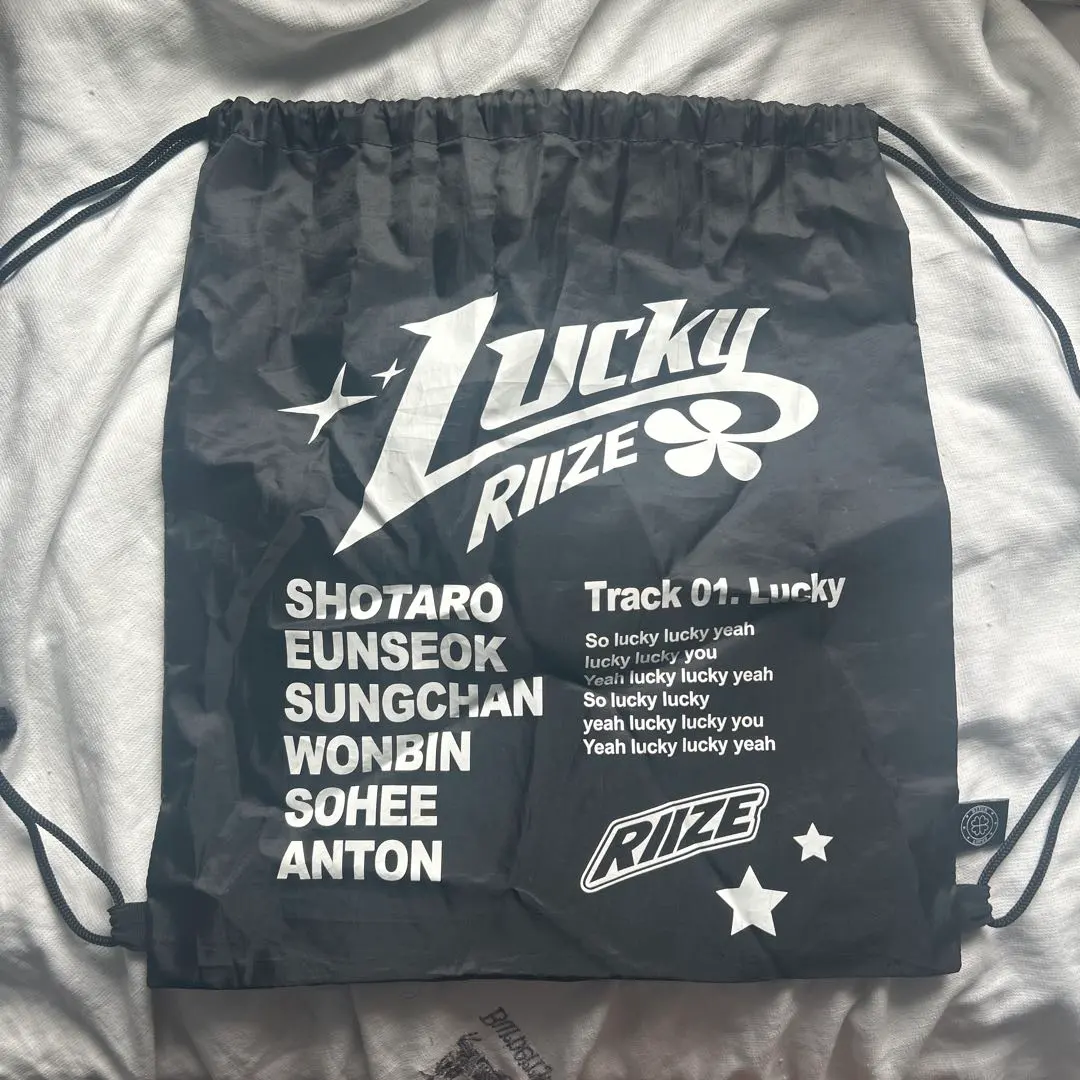 Lucky
RIIZE
SHOTARO
EUNSEOK
SUNGCHAN
WONBIN
SOHEE
ANTON
Track 01. Lucky
So lucky lucky yeah
lucky lucky you
Yeah lucky lucky yeah
So lucky lucky
yeah lucky lucky you
Yeah lucky lucky yeah
RIIZE